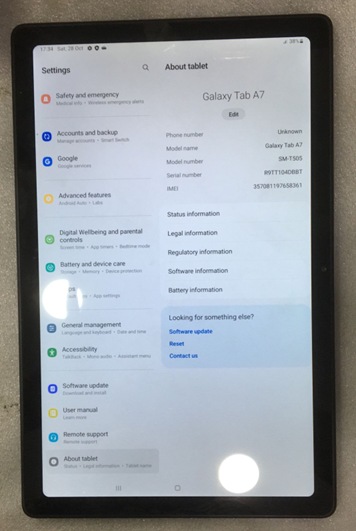 17:34 Sat, 28 Oct
38%
Settings
About tablet
Safety and emergency
Medical info • Wireless emergency alerts
Accounts and backup
Manage accounts • Smart Switch
Google
Google services
Advanced features
Android Auto • Labs
Digital Wellbeing and parental
controls
Screen time • App timers • Bedtime mode
Battery and device care
Storage • Memory • Device protection
App settings
General management
Language and keyboard • Date and time
Accessibility
TalkBack • Mono audio • Assistant menu
Software update
Download and install
User manual
Learn more
Remote support
Remote support
About tablet
Status • Legal information • Tablet name
Galaxy Tab A7
Edit
Phone number Unknown
Model name Galaxy Tab A7
Model number SM-T505
Serial number R9TT104DBBT
IMEI 357081197658361
Status information
Legal information
Regulatory information
Software information
Battery information
Looking for something else?
Software update
Reset
Contact us